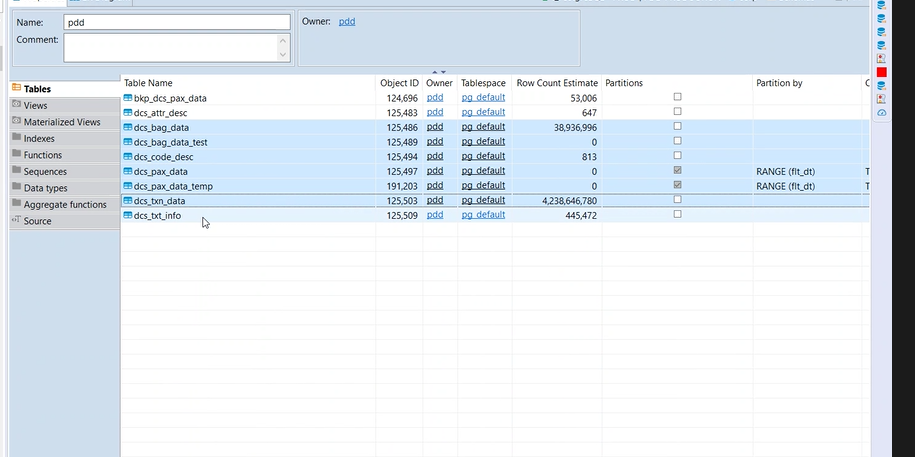 Name: pdd
Owner: pdd
Comment:
Tables
Views
Materialized Views
Indexes
Functions
Sequences
Data types
Aggregate functions
Source
Table Name Object ID Owner Tablespace Row Count Estimate Partitions Partition by
bkp_dcs_pax_data 124,696 pdd pg_default 53,006
dcs_attr_desc 125,483 pdd pg_default 647
dcs_bag_data 125,486 pdd pg_default 38,936,996
dcs_bag_data_test 125,489 pdd pg_default 0
dcs_code_desc 125,494 pdd pg_default 813
dcs_pax_data 125,497 pdd pg_default 0 RANGE (flt_dt) T
dcs_pax_data_temp 191,203 pdd pg_default 0 RANGE (flt_dt) T
dcs_txn_data 125,503 pdd pg_default 4,238,646,780
dcs_txt_info 125,509 pdd pg_default 445,472